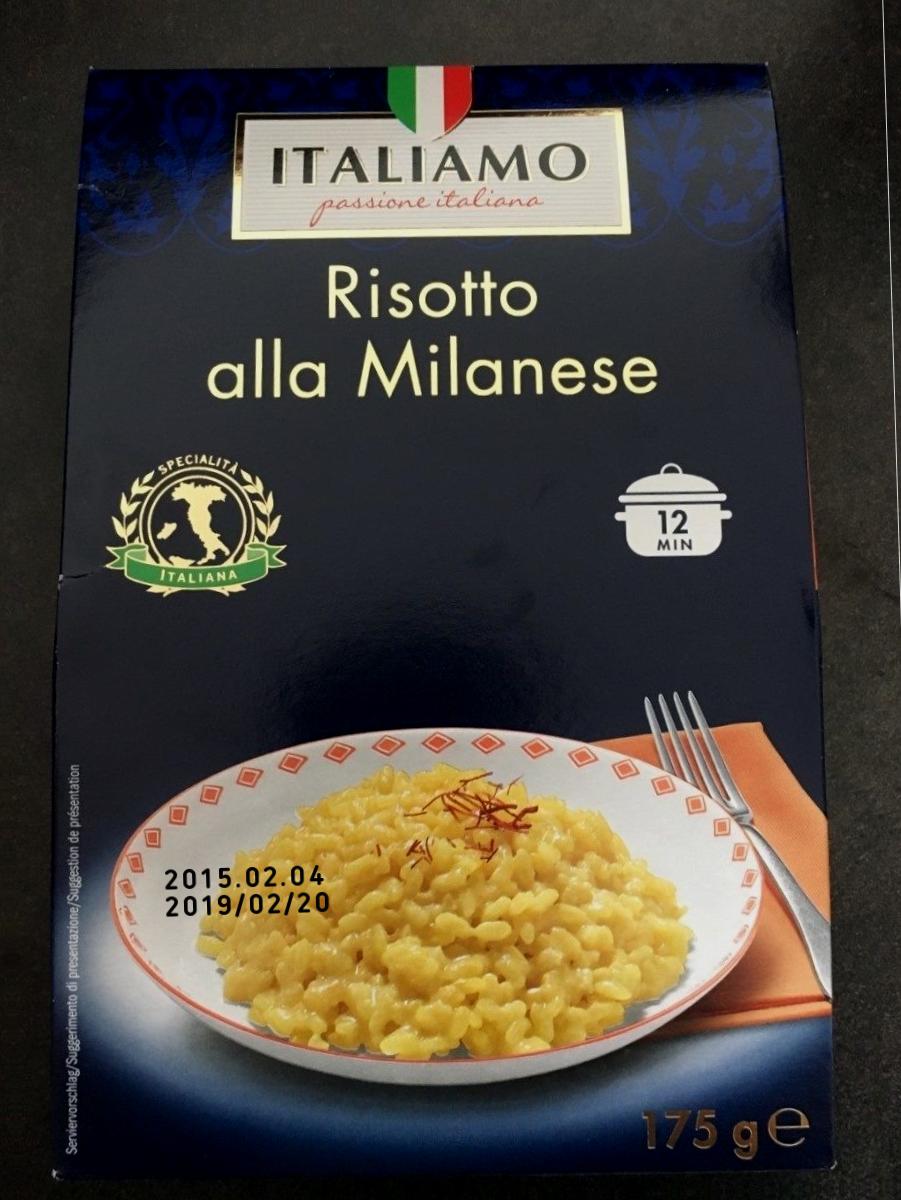 ITALIAMO
passione italiana
Risotto
alla Milanese
SPECIALITÀ
ITALIANA
12
MIN
2015.02.04
2019/02/20
Serviervorschlag/Suggerimento di presentazione/Suggestion de présentation
175 g e